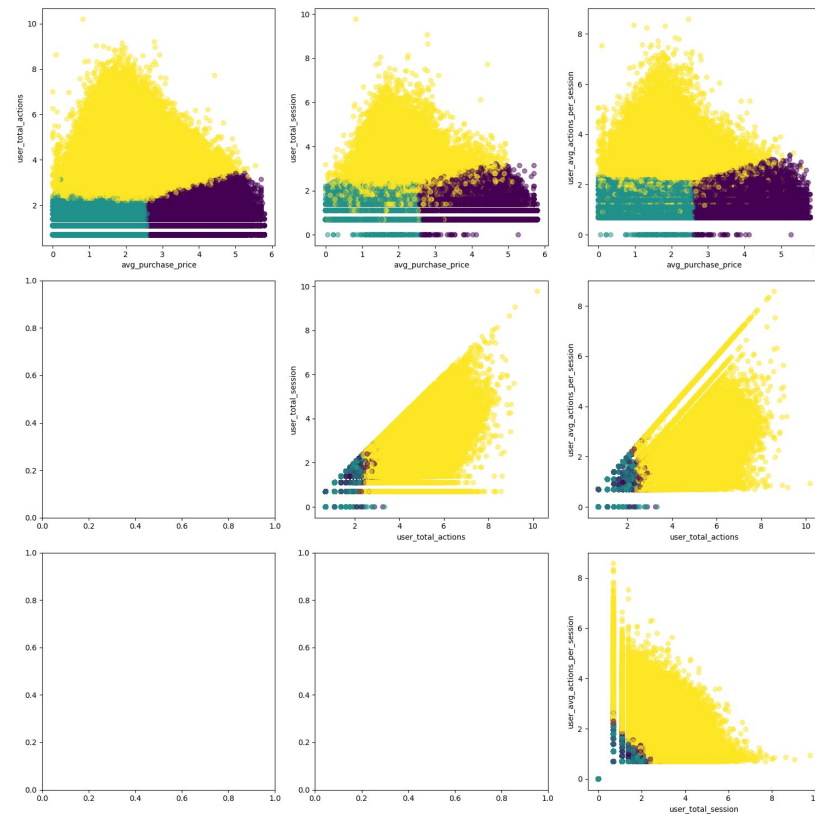 user_total_actions
10
8
6
4
2
0 1 2 3 4 5 6
avg_purchase_price
user_total_session
10
8
6
4
2
0
0 1 2 3 4 5 6
avg_purchase_price
user_avg_actions_per_session
8
6
4
2
0
0 1 2 3 4 5
avg_purchase_price
1.0
0.8
0.6
0.4
0.2
0.0
0.0 0.2 0.4 0.6 0.8 1.0
user_total_session
10
8
6
4
2
0
2 4 6 8 10
user_total_actions
user_avg_actions_per_session
8
6
4
2
0
2 4 6 8 10
user_total_actions
1.0
0.8
0.6
0.4
0.2
0.0
0.0 0.2 0.4 0.6 0.8 1.0
1.0
0.8
0.6
0.4
0.2
0.0
0.0 0.2 0.4 0.6 0.8 1.0
user_avg_actions_per_session
8
6
4
2
0
0 2 4 6 8
user_total_session